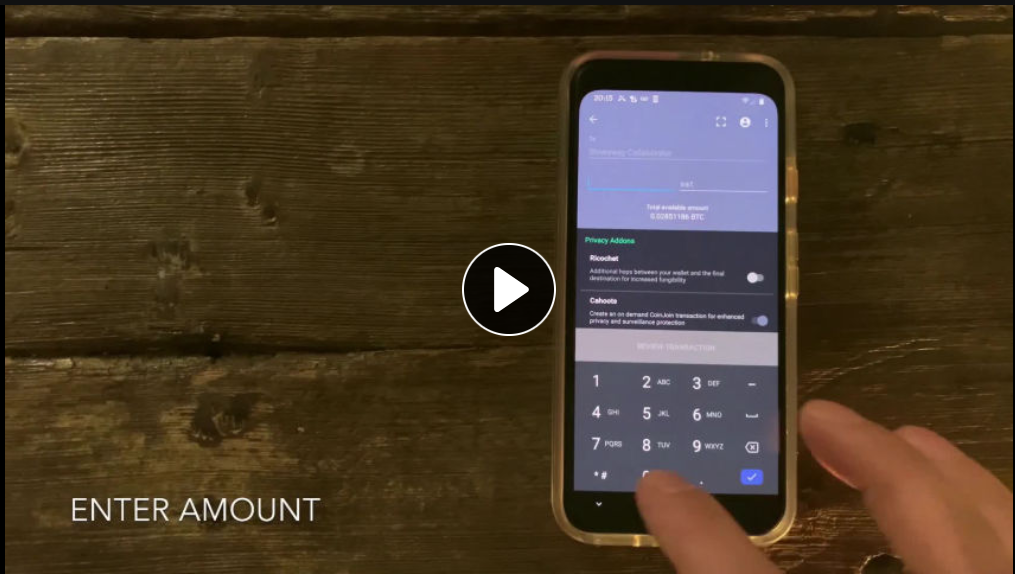 20:13
To
Stonewall Collaborator
sat
Total available amount
0.02851186 BTC
Privacy Addons
Ricochet
Additional hops between your wallet and the final
destination for increased fungibility
Cahoots
Create an on demand CoinJoin transaction for enhanced
privacy and surveillance protection
REVIEW TRANSACTION
1 2 ABC 3 DEF −
4 GHI 5 JKL 6 MNO
7 PQRS 8 TUV 9 WXYZ
* # .
ENTER AMOUNT